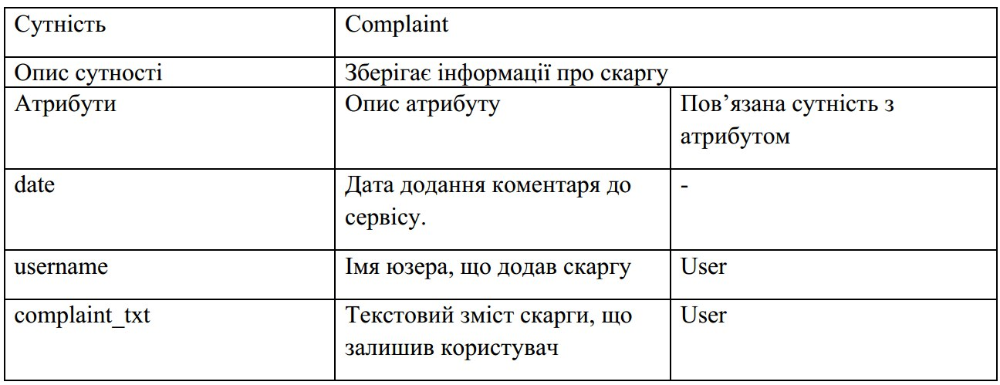 Сутність Complaint
Опис сутності Зберігає інформації про скаргу
Атрибути Опис атрибуту Пов’язана сутність з
атрибутом
date Дата додання коментаря до -
сервісу.
username Імя юзера, що додав скаргу User
complaint_txt Текстовий зміст скарги, що User
залишив користувач